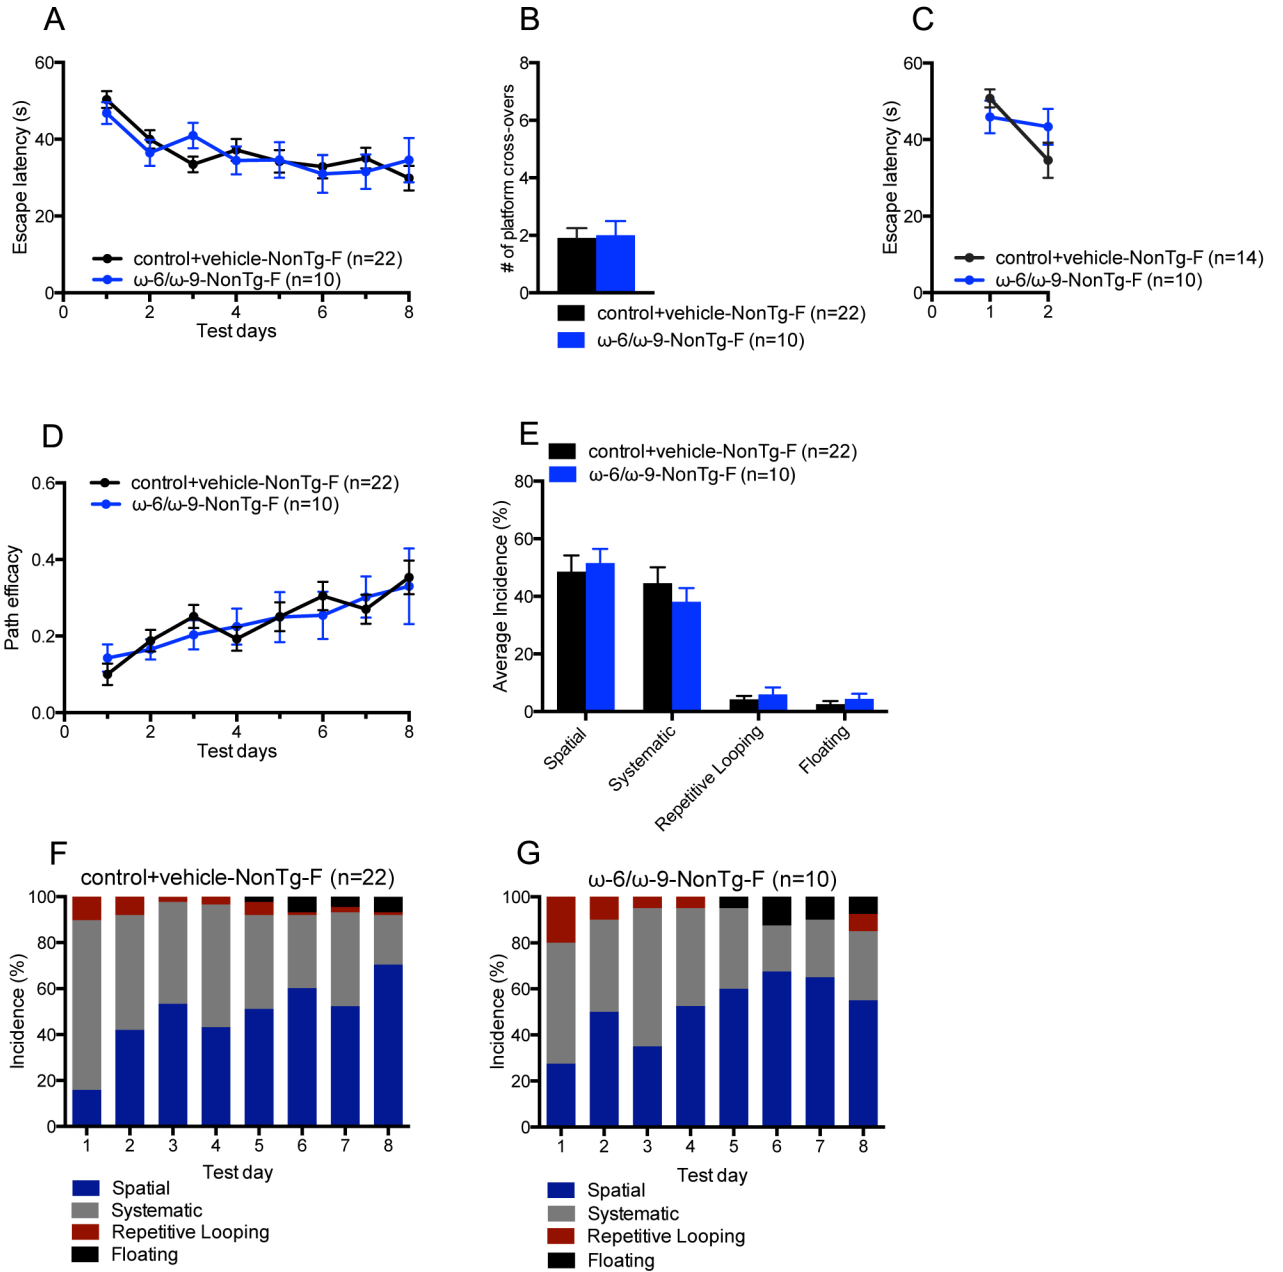 A
60
40
20
0
Escape latency (s)
control+vehicle-NonTg-F (n=22)
ω-6/ω-9-NonTg-F (n=10)
0 2 4 6 8
Test days
B
8
6
4
2
0
# of platform cross-overs
control+vehicle-NonTg-F (n=22)
ω-6/ω-9-NonTg-F (n=10)
C
60
40
20
0
Escape latency (s)
control+vehicle-NonTg-F (n=14)
ω-6/ω-9-NonTg-F (n=10)
0 1 2
D
0.6
0.4
0.2
0.0
Path efficacy
control+vehicle-NonTg-F (n=22)
ω-6/ω-9-NonTg-F (n=10)
0 2 4 6 8
Test days
E
control+vehicle-NonTg-F (n=22)
ω-6/ω-9-NonTg-F (n=10)
80
60
40
20
0
Average Incidence (%)
Spatial
Systematic
Repetitive Looping
Floating
F
control+vehicle-NonTg-F (n=22)
100
80
60
40
20
0
Incidence (%)
1 2 3 4 5 6 7 8
Test day
Spatial
Systematic
Repetitive Looping
Floating
G
ω-6/ω-9-NonTg-F (n=10)
100
80
60
40
20
0
Incidence (%)
1 2 3 4 5 6 7 8
Test day
Spatial
Systematic
Repetitive Looping
Floating